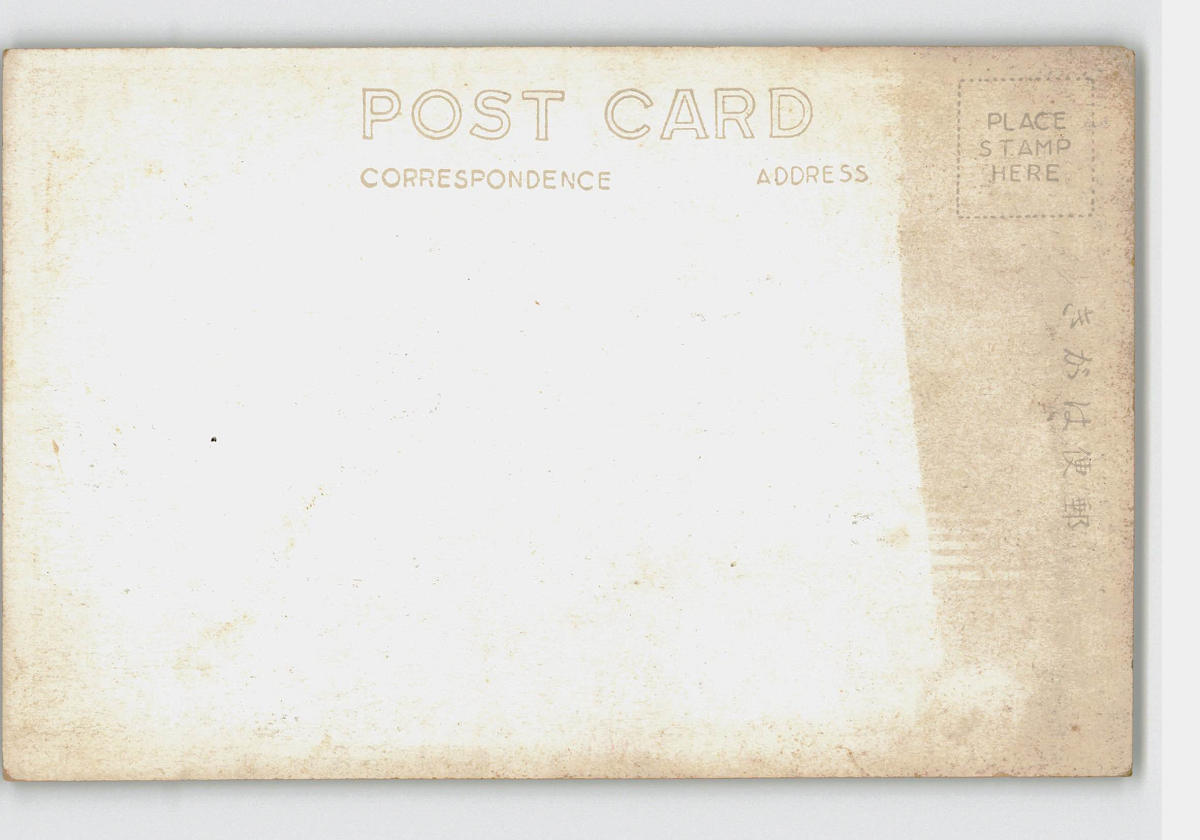 POST CARD
CORRESPONDENCE
ADDRESS
PLACE
STAMP
HERE
郵便はがき